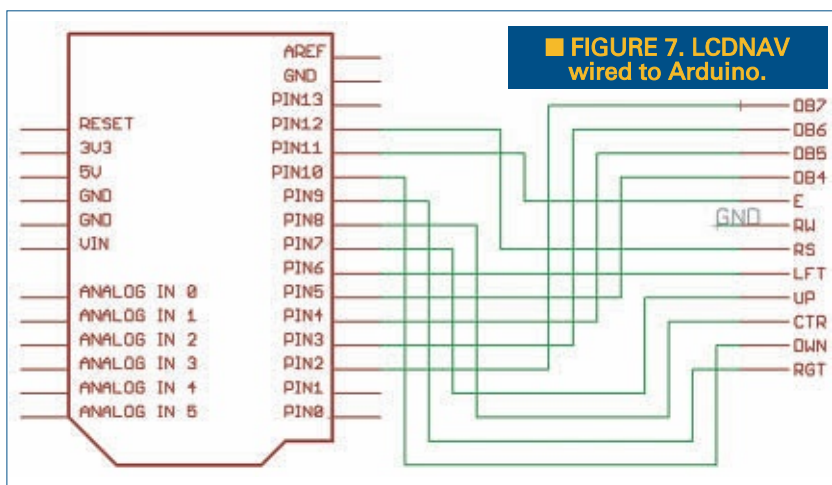 ■ FIGURE 7. LCDNAV
wired to Arduino.
AREF
GND
PIN13
PIN12
PIN11
PIN10
PIN9
PIN8
PIN7
PIN6
PIN5
PIN4
PIN3
PIN2
PIN1
PIN0
RESET
3V3
5V
GND
GND
VIN
ANALOG IN 0
ANALOG IN 1
ANALOG IN 2
ANALOG IN 3
ANALOG IN 4
ANALOG IN 5
DB7
DB6
DB5
DB4
E
GND
RW
RS
LFT
UP
CTR
DWN
RGT